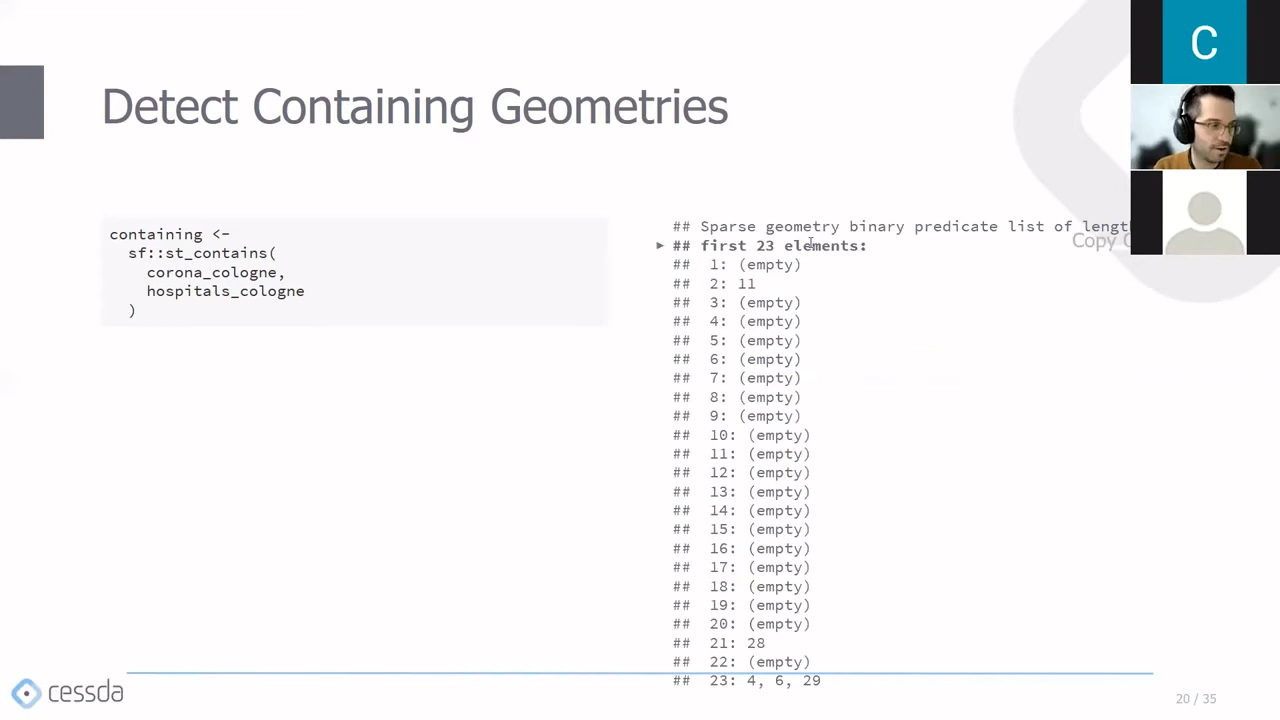 C
Detect Containing Geometries
containing <-
sf::st_contains(
corona_cologne,
hospitals_cologne
)
## Sparse geometry binary predicate list of
Copy
## first 23 elements:
## 1: (empty)
## 2: 11
## 3: (empty)
## 4: (empty)
## 5: (empty)
## 6: (empty)
## 7: (empty)
## 8: (empty)
## 9: (empty)
## 10: (empty)
## 11: (empty)
## 12: (empty)
## 13: (empty)
## 14: (empty)
## 15: (empty)
## 16: (empty)
## 17: (empty)
## 18: (empty)
## 19: (empty)
## 20: (empty)
## 21: 28
## 22: (empty)
## 23: 4, 6, 29
cessda
20 / 35